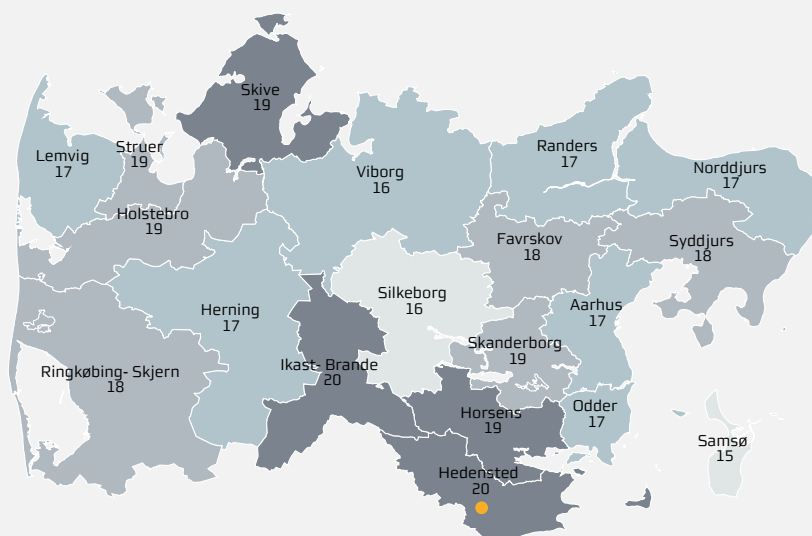 Skive
19
Struer
19
Lemvig
17
Viborg
16
Randers
17
Norddjurs
17
Holstebro
19
Favrskov
18
Syddjurs
18
Silkeborg
16
Herning
17
Aarhus
17
Skanderborg
19
Ringkøbing- Skjern
18
Ikast- Brande
20
Horsens
19
Odder
17
Samsø
15
Hedensted
20